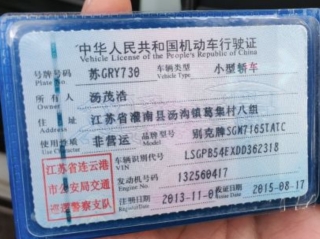 中华人民共和国机动车行驶证
Vehicle License of the People's Republic of China
号牌号码 苏GRY730 车辆类型 小型轿车
Plate No. Vehicle Type
所有人 汤茂浩
Owner
住址 江苏省灌南县汤沟镇葛集村八组
Address
使用性质 非营运 品牌型号 别克牌SGM7165TATC
Use Character Model
车辆识别代号 LSGPB54EXDD362318
VIN
发动机号码 132560417
Engine No.
注册日期 2013-11-0 发证日期 2015-08-17
Register Date Issue Date
江苏省连云港
市公安局交通
巡逻警察支队